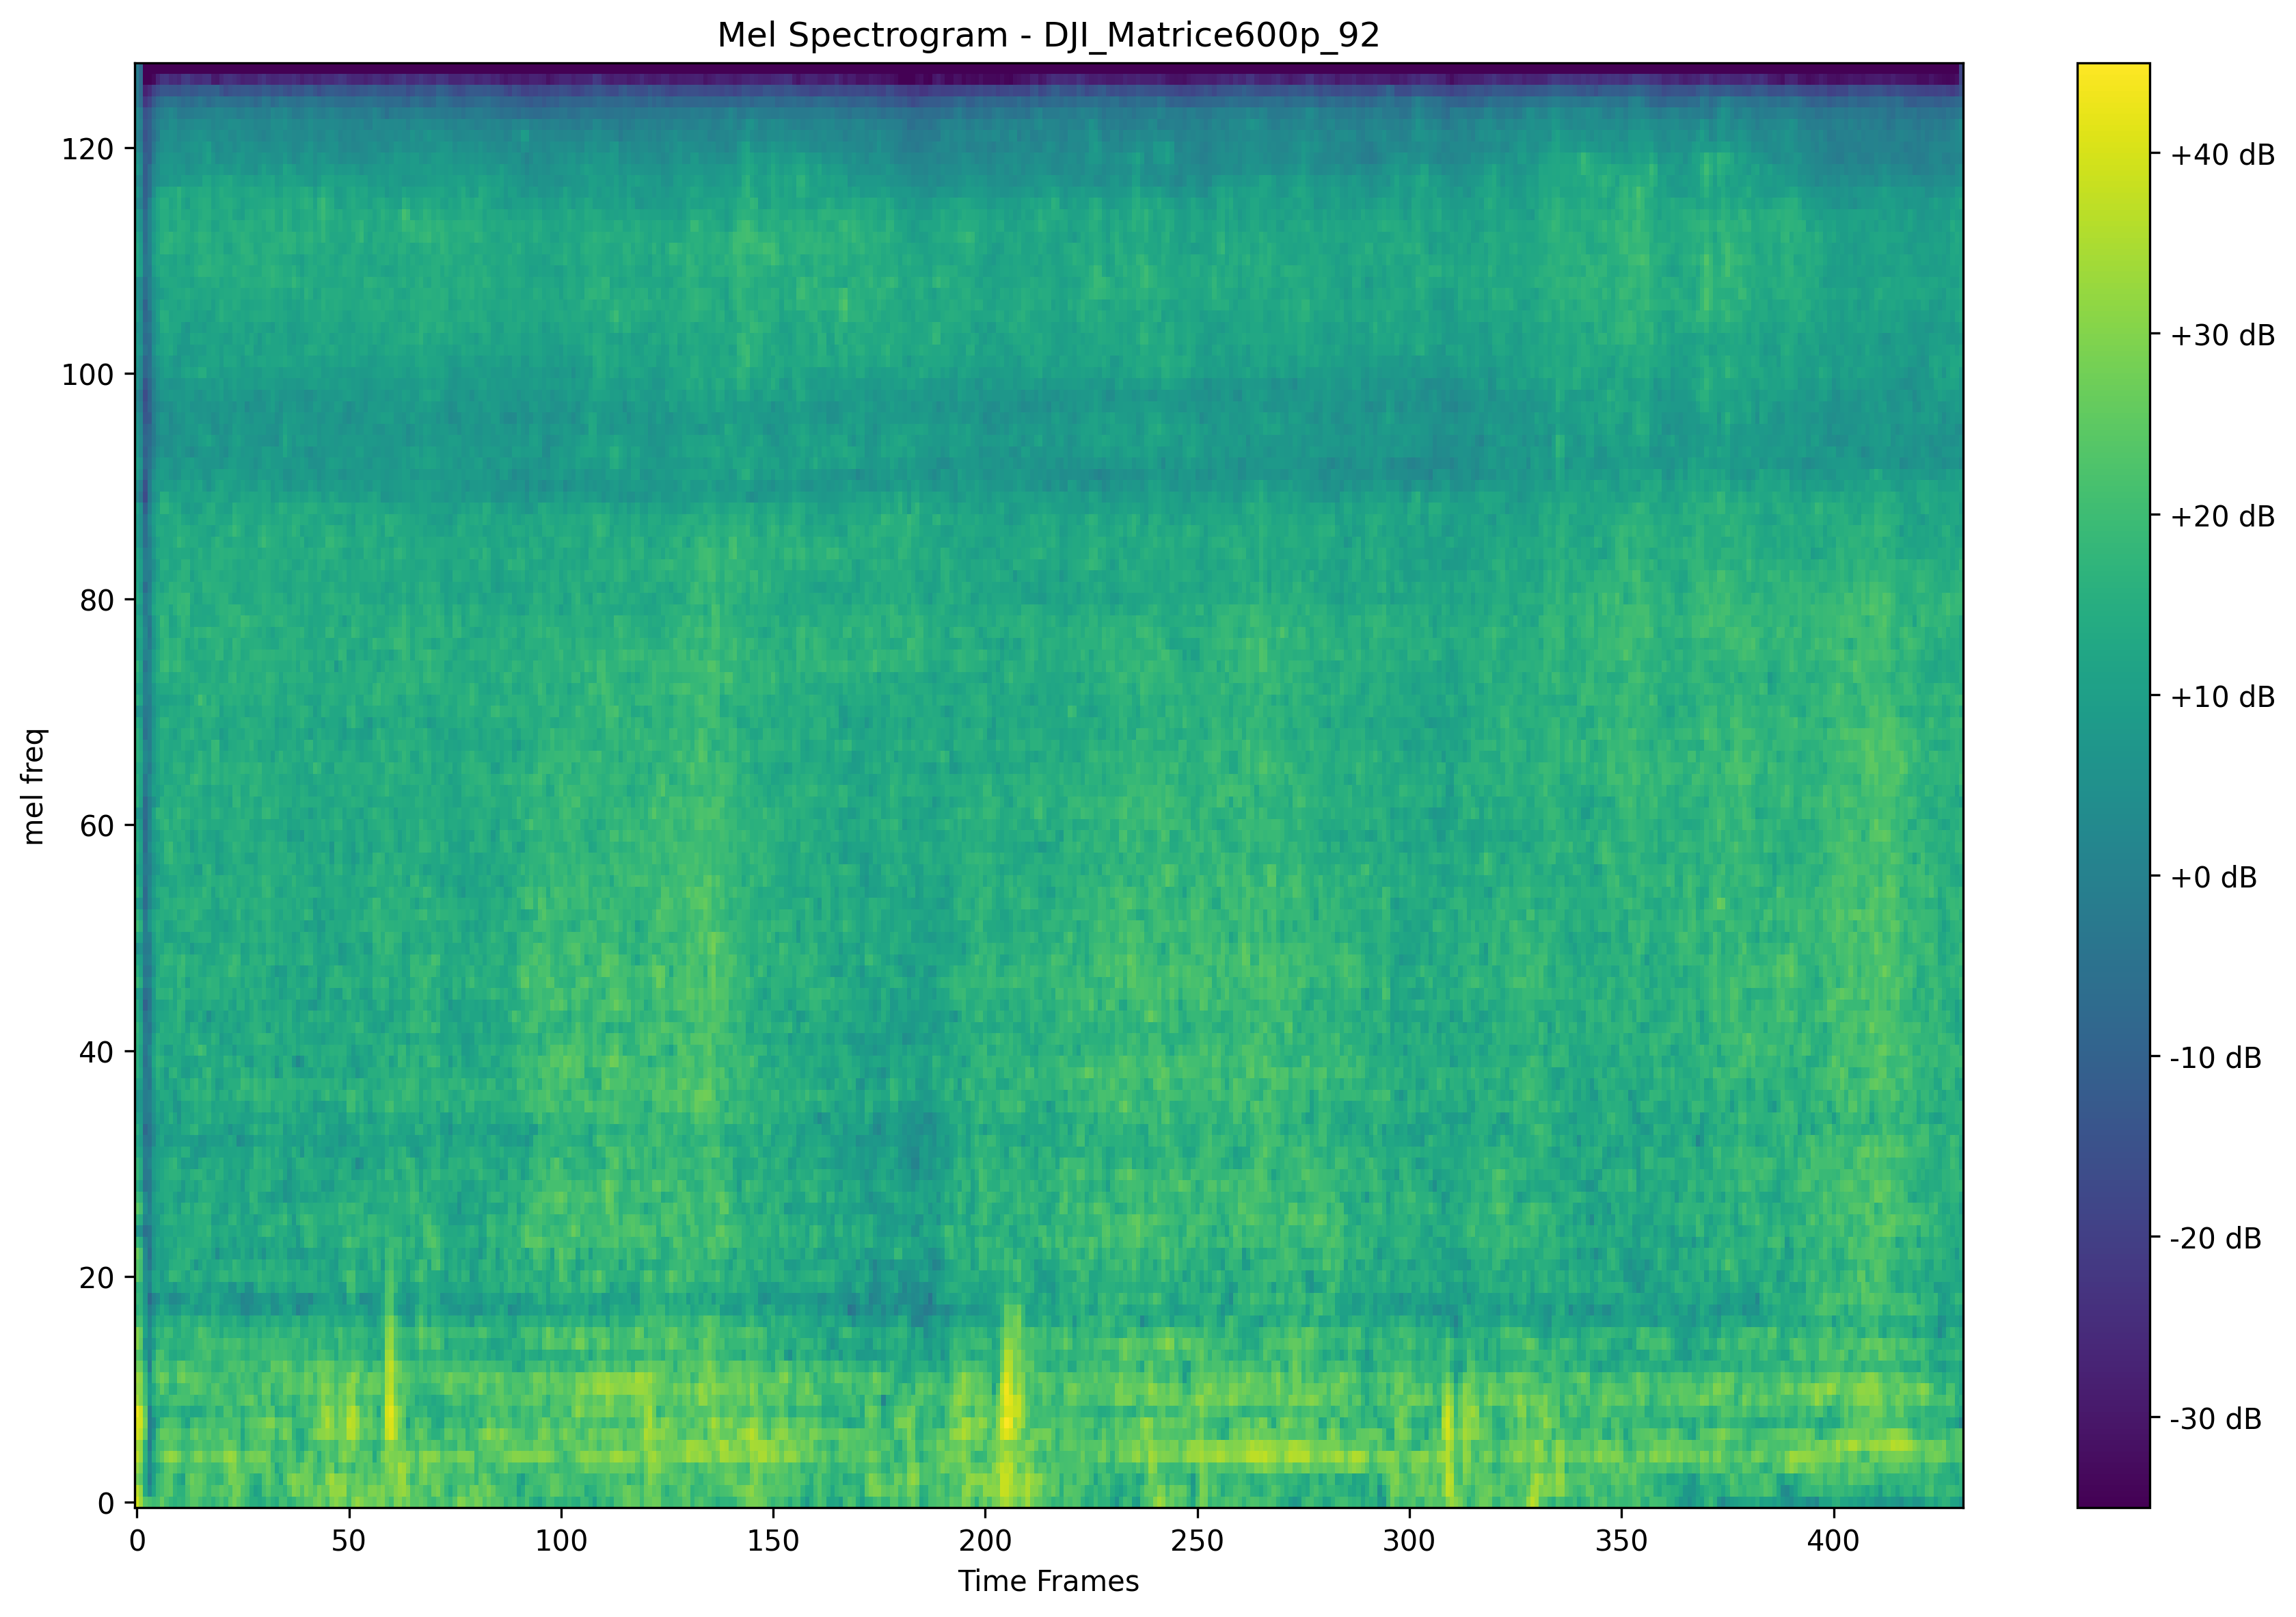 Mel Spectrogram - DJI_Matrice600p_92
mel freq
120
100
80
60
40
20
0
0 50 100 150 200 250 300 350 400
Time Frames
+40 dB
+30 dB
+20 dB
+10 dB
+0 dB
-10 dB
-20 dB
-30 dB